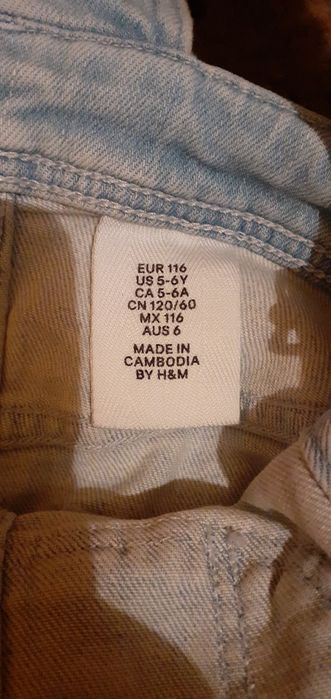 EUR 116
US 5-6Y
CA 5-6A
CN 120/60
MX 116
AUS 6
MADE IN
CAMBODIA
BY H&M